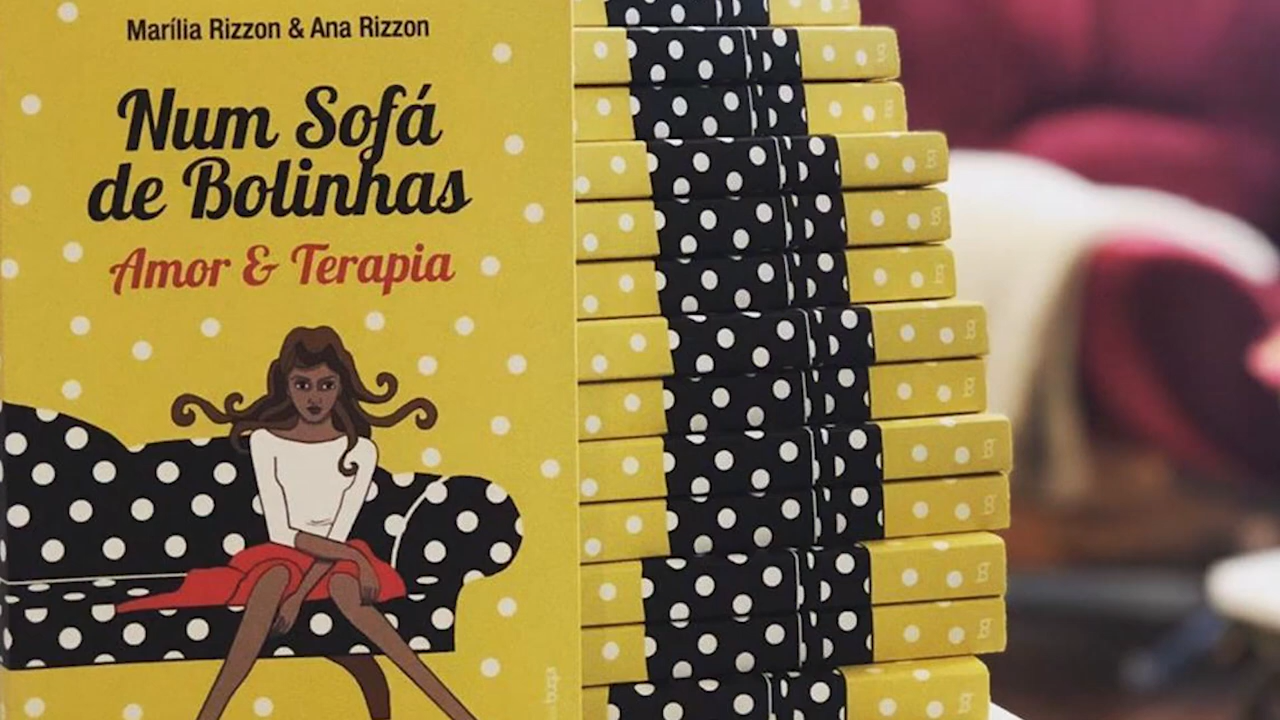 Marília Rizzon & Ana Rizzon
Num Sofá
de Bolinhas
Amor & Terapia